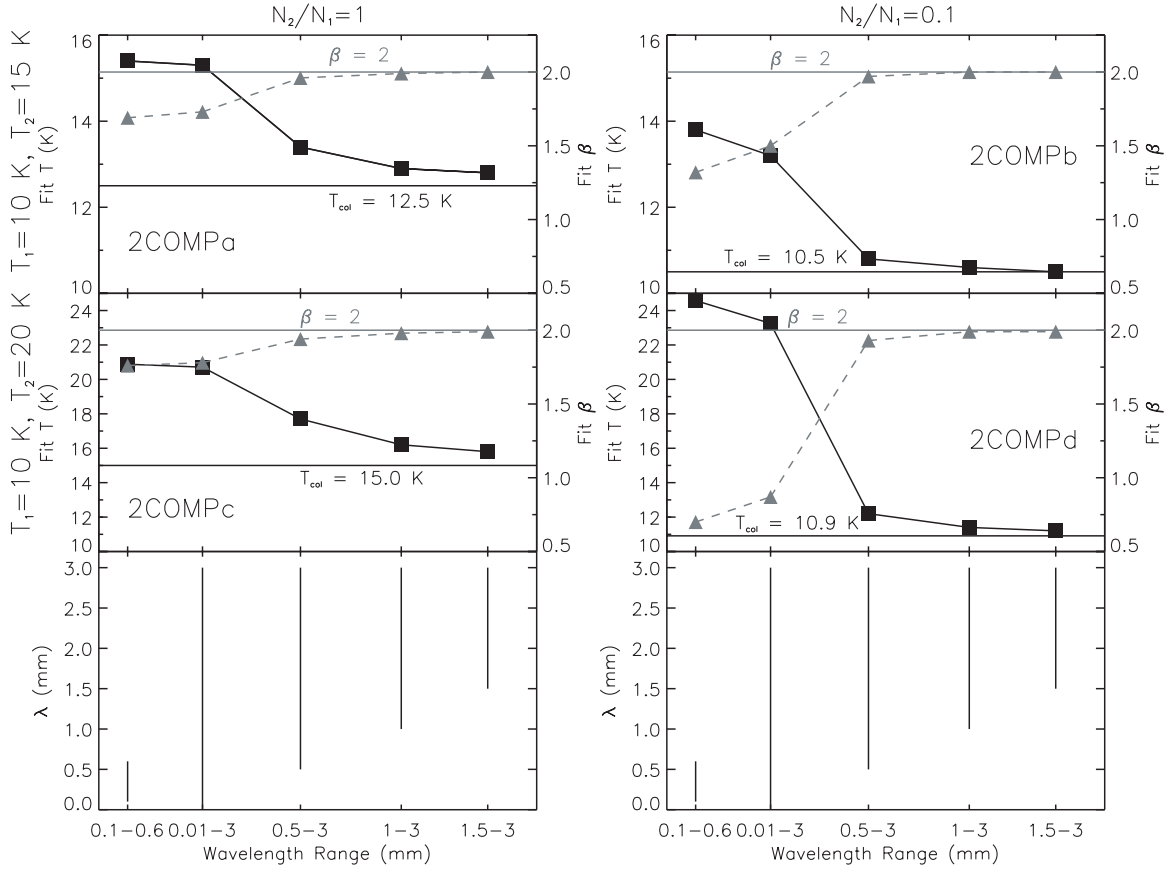 N₂/N₁=1
N₂/N₁=0.1
T₁=10 K, T₂=20 K T₁=10 K, T₂=15 K
16
14
12
10
Fit T (K)
β = 2
T_col = 12.5 K
2COMPa
2.0
1.5
1.0
0.5
Fit β
16
14
12
10
Fit T (K)
β = 2
2COMPb
T_col = 10.5 K
2.0
1.5
1.0
0.5
Fit β
24
22
20
18
16
14
12
10
Fit T (K)
β = 2
T_col = 15.0 K
2COMPc
2.0
1.5
1.0
0.5
Fit β
24
22
20
18
16
14
12
10
Fit T (K)
β = 2
2COMPd
T_col = 10.9 K
2.0
1.5
1.0
0.5
Fit β
3.0
2.5
2.0
1.5
1.0
0.5
0.0
λ (mm)
0.1−0.6 0.01−3 0.5−3 1−3 1.5−3
Wavelength Range (mm)
3.0
2.5
2.0
1.5
1.0
0.5
0.0
λ (mm)
0.1−0.6 0.01−3 0.5−3 1−3 1.5−3
Wavelength Range (mm)